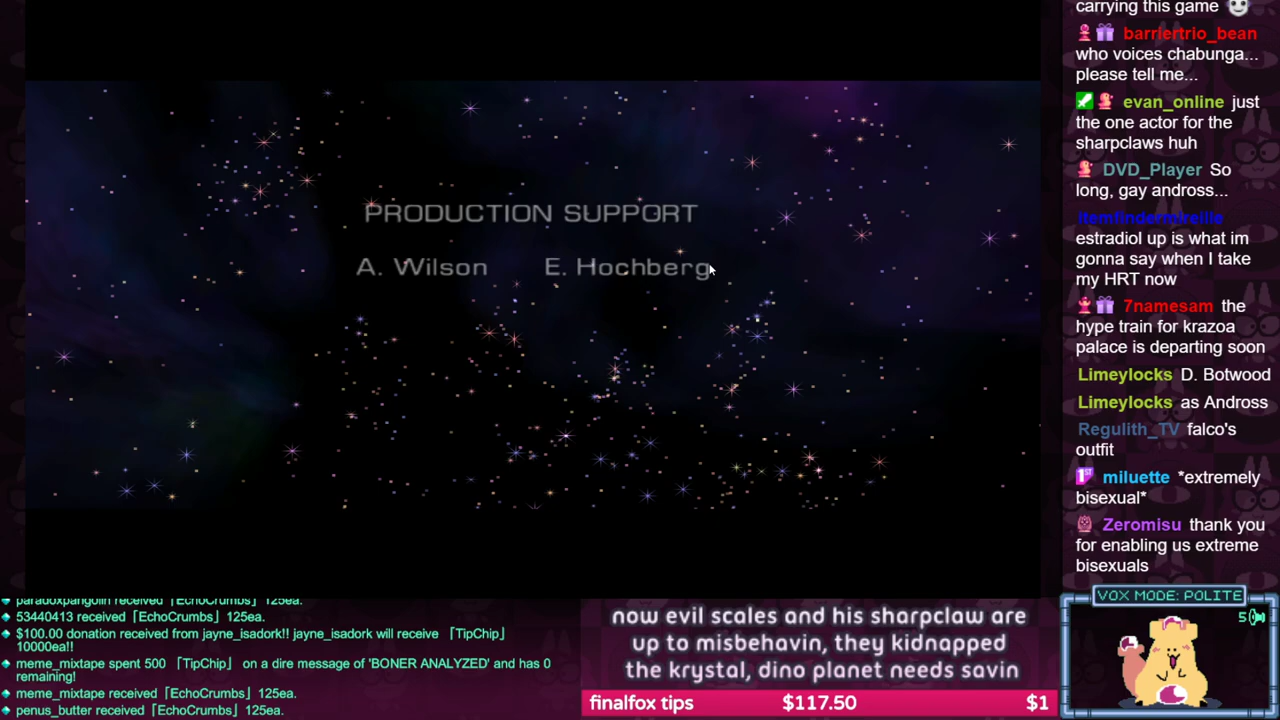 PRODUCTION SUPPORT
A. Wilson E. Hochberg
carrying this game
barriertrio_bean
who voices chabunga...
please tell me...
evan_online just
the one actor for the
sharpclaws huh
DVD_Player So
long, gay andross...
itemfindermireille
estradiol up is what im
gonna say when I take
my HRT now
7namesam the
hype train for krazoa
palace is departing soon
Limeylocks D. Botwood
Limeylocks as Andross
Regulith_TV falco's
outfit
miluette *extremely
bisexual*
Zeromisu thank you
for enabling us extreme
bisexuals
paradoxpangolin received「EchoCrumbs」125ea.
53440413 received「EchoCrumbs」125ea.
$100.00 donation received from jayne_isadork!! jayne_isadork will receive 「TipChip」
10000ea!!
meme_mixtape spent 500 「TipChip」 on a dire message of 'BONER ANALYZED' and has 0
remaining!
meme_mixtape received「EchoCrumbs」125ea.
penus_butter received「EchoCrumbs」125ea.
now evil scales and his sharpclaw are
up to misbehavin, they kidnapped
the krystal, dino planet needs savin
finalfox tips $117.50 $1
VOX MODE: POLITE
5